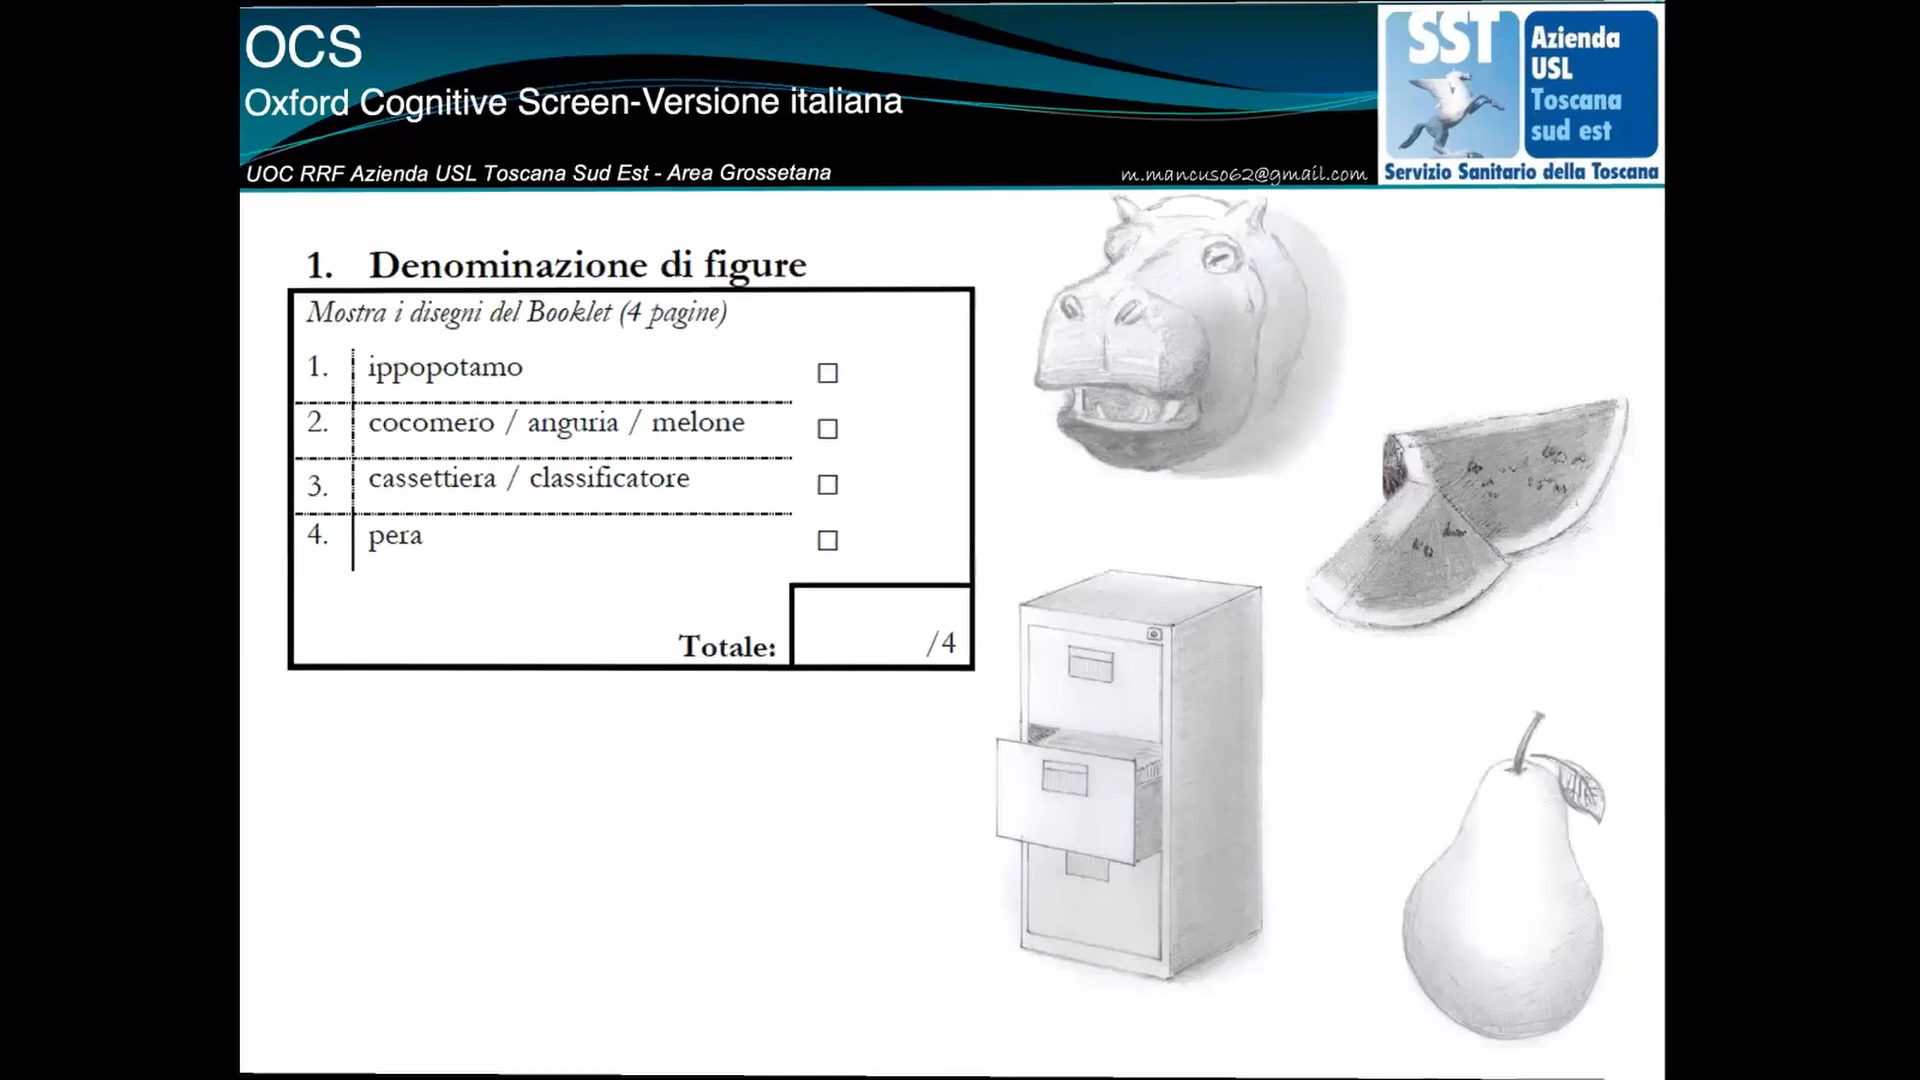 OCS
Oxford Cognitive Screen-Versione italiana
UOC RRF Azienda USL Toscana Sud Est - Area Grossetana
m.mancuso62@gmail.com
SST
Azienda
USL
Toscana
sud est
Servizio Sanitario della Toscana
1. Denominazione di figure
Mostra i disegni del Booklet (4 pagine)
1. ippopotamo ☐
2. cocomero / anguria / melone ☐
3. cassettiera / classificatore ☐
4. pera ☐
Totale: /4